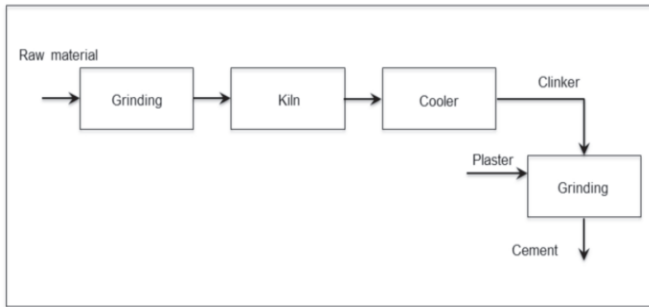 Raw material
Grinding
Kiln
Cooler
Clinker
Plaster
Grinding
Cement